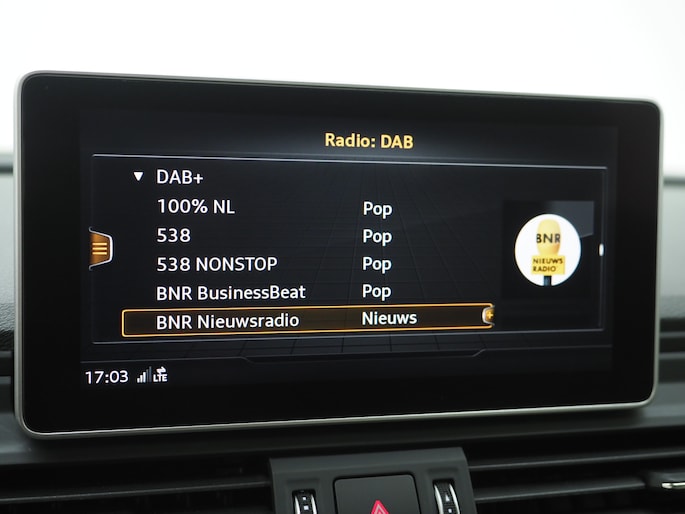 Radio: DAB
▼ DAB+
100% NL Pop
538 Pop
538 NONSTOP Pop
BNR BusinessBeat Pop
BNR Nieuwsradio Nieuws
BNR
NIEUWS
RADIO
17:03 LTE